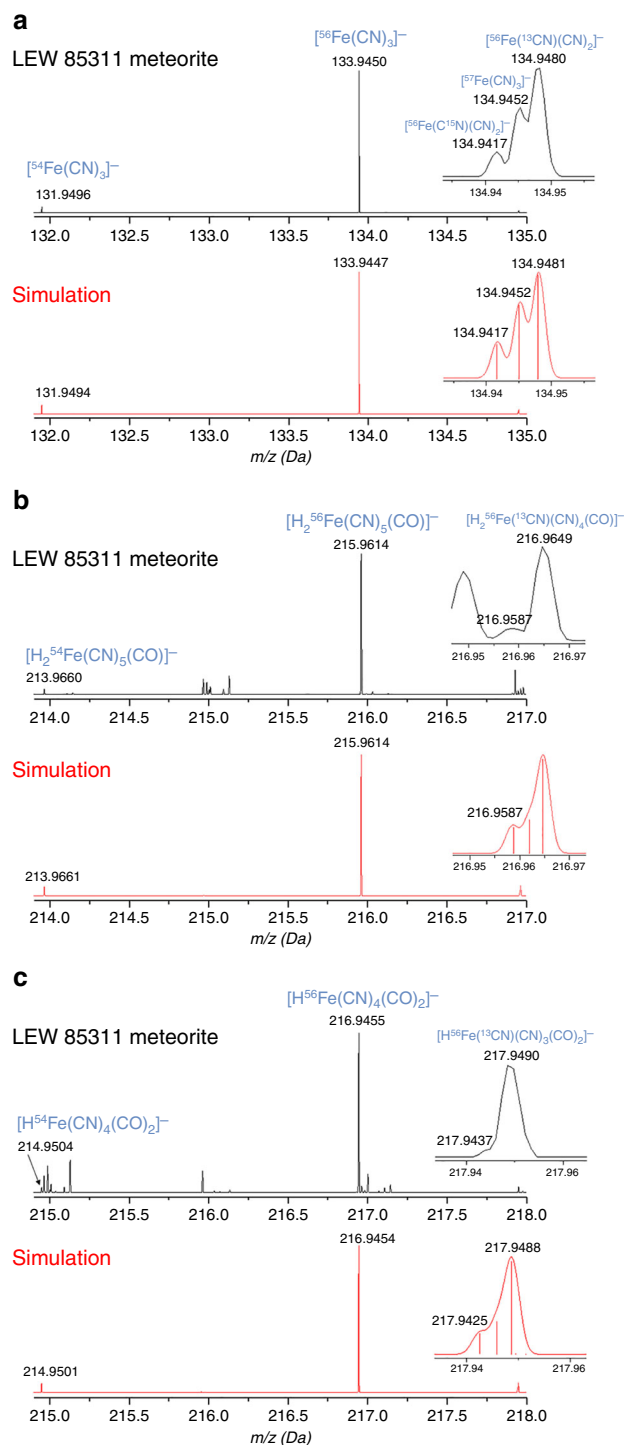 a
LEW 85311 meteorite
[⁵⁶Fe(CN)₃]⁻
133.9450
[⁵⁶Fe(¹³CN)(CN)₂]⁻
134.9480
[⁵⁷Fe(CN)₃]⁻
134.9452
[⁵⁶Fe(C¹⁵N)(CN)₂]⁻
134.9417
134.94 134.95
[⁵⁴Fe(CN)₃]⁻
131.9496
132.0 132.5 133.0 133.5 134.0 134.5 135.0
Simulation
133.9447
134.9481
134.9452
134.9417
134.94 134.95
131.9494
132.0 132.5 133.0 133.5 134.0 134.5 135.0
m/z (Da)
b
LEW 85311 meteorite
[H₂⁵⁶Fe(CN)₅(CO)]⁻
215.9614
[H₂⁵⁶Fe(¹³CN)(CN)₄(CO)]⁻
216.9649
216.9587
216.95 216.96 216.97
[H₂⁵⁴Fe(CN)₅(CO)]⁻
213.9660
214.0 214.5 215.0 215.5 216.0 216.5 217.0
Simulation
215.9614
216.9587
216.95 216.96 216.97
213.9661
214.0 214.5 215.0 215.5 216.0 216.5 217.0
m/z (Da)
c
LEW 85311 meteorite
[H⁵⁶Fe(CN)₄(CO)₂]⁻
216.9455
[H⁵⁶Fe(¹³CN)(CN)₃(CO)₂]⁻
217.9490
217.9437
217.94 217.96
[H⁵⁴Fe(CN)₄(CO)₂]⁻
214.9504
215.0 215.5 216.0 216.5 217.0 217.5 218.0
Simulation
216.9454
217.9488
217.9425
217.94 217.96
214.9501
215.0 215.5 216.0 216.5 217.0 217.5 218.0
m/z (Da)